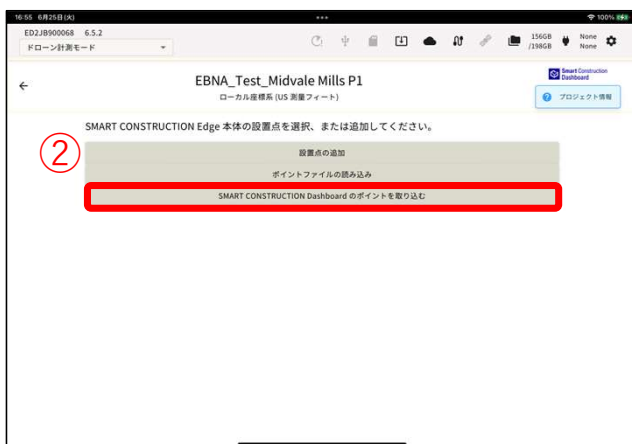 16:55 6月25日(火)
100%
ED2JB900068 6.5.2
ドローン計測モード
156GB
/198GB
None
None
EBNA_Test_Midvale Mills P1
ローカル座標系 (US 測量フィート)
Smart Construction
Dashboard
プロジェクト情報
SMART CONSTRUCTION Edge 本体の設置点を選択、または追加してください。
②
設置点の追加
ポイントファイルの読み込み
SMART CONSTRUCTION Dashboard のポイントを取り込む